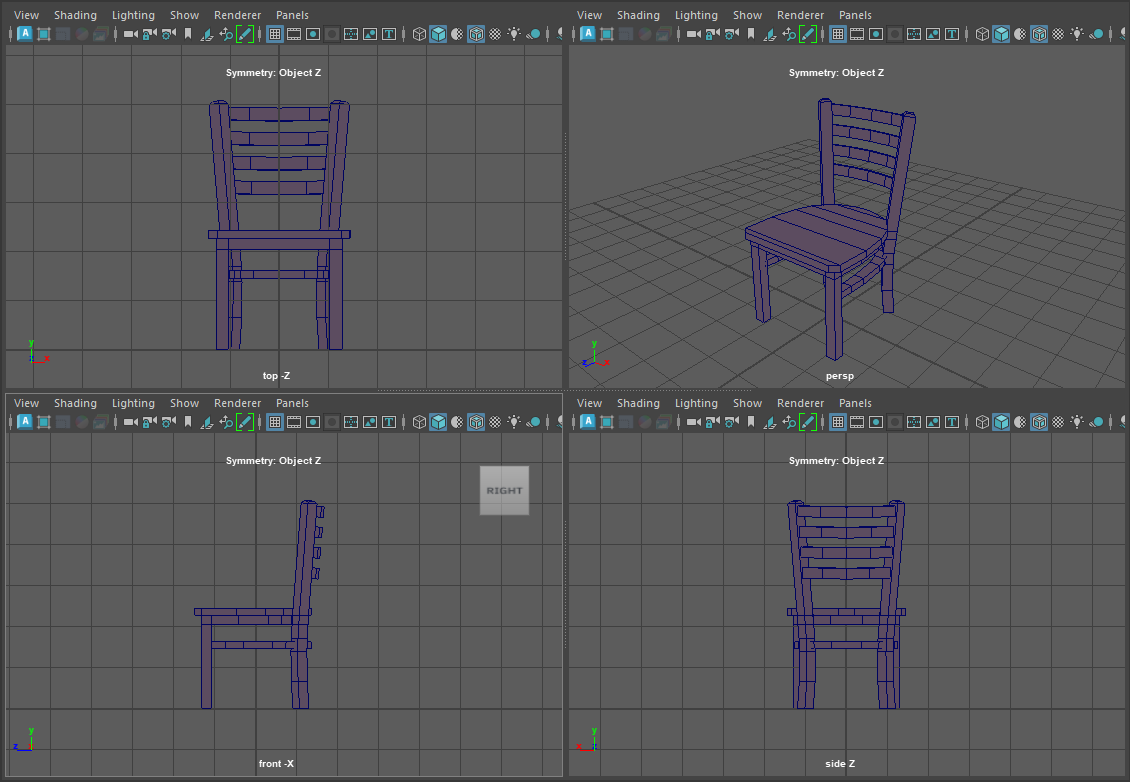 View Shading Lighting Show Renderer Panels
A T
Symmetry: Object Z
y
z x
top -Z
View Shading Lighting Show Renderer Panels
A T
Symmetry: Object Z
y
z x
persp
View Shading Lighting Show Renderer Panels
A T
Symmetry: Object Z
RIGHT
y
z x
front -X
View Shading Lighting Show Renderer Panels
A T
Symmetry: Object Z
y
x z
side Z